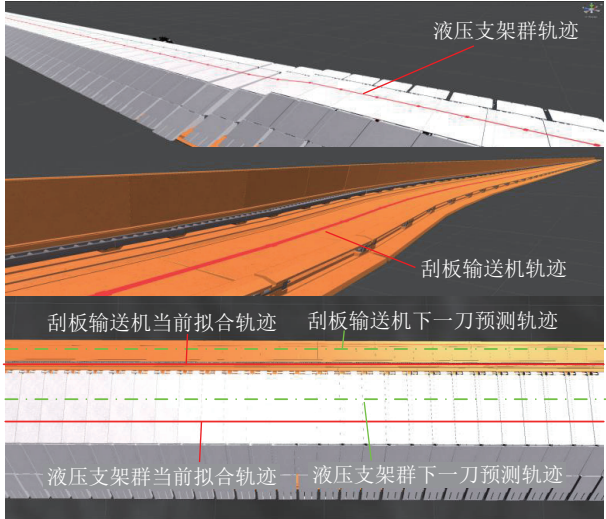 液压支架群轨迹
刮板输送机轨迹
刮板输送机当前拟合轨迹
刮板输送机下一刀预测轨迹
液压支架群当前拟合轨迹
液压支架群下一刀预测轨迹